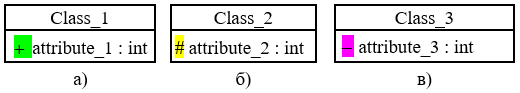 Class_1
+ attribute_1 : int
а)
Class_2
# attribute_2 : int
б)
Class_3
– attribute_3 : int
в)